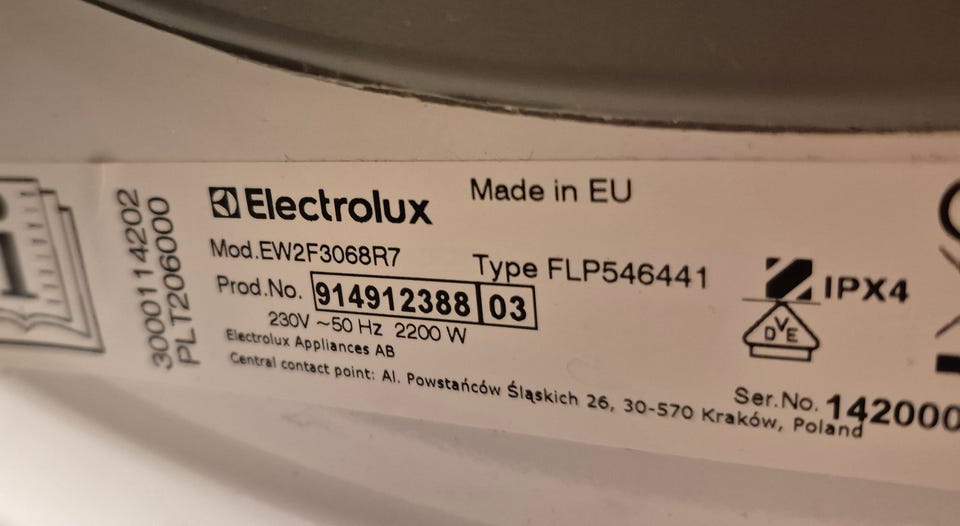 3000114202
PLT206000
Electrolux
Made in EU
Mod.EW2F3068R7
Type FLP546441
Prod.No. 914912388 03
230V ~50 Hz 2200 W
Electrolux Appliances AB
Central contact point: Al. Powstańców Śląskich 26, 30-570 Kraków, Poland
IPX4
DVE
Ser.No. 142000